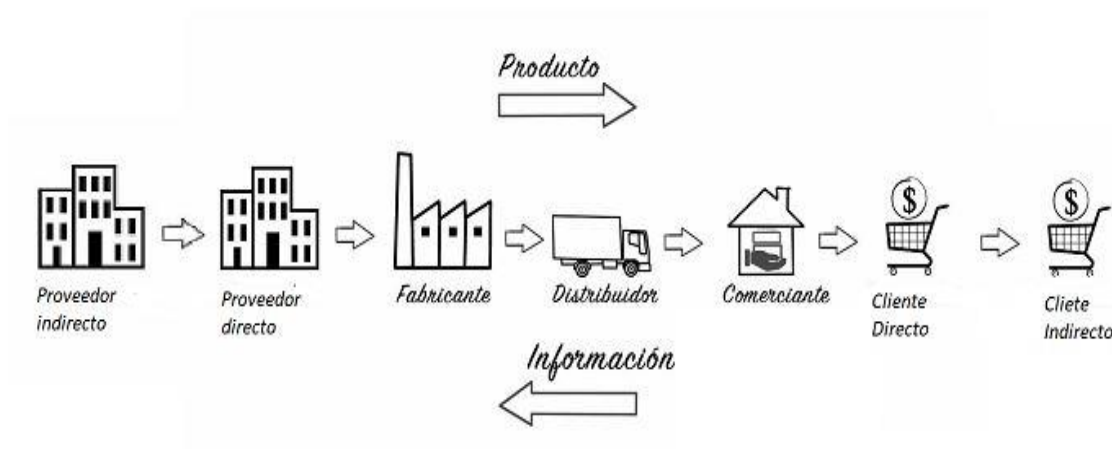 Producto
Proveedor
indirecto
Proveedor
directo
Fabricante
Distribuidor
Comerciante
$
Cliente
Directo
$
Cliete
Indirecto
Información